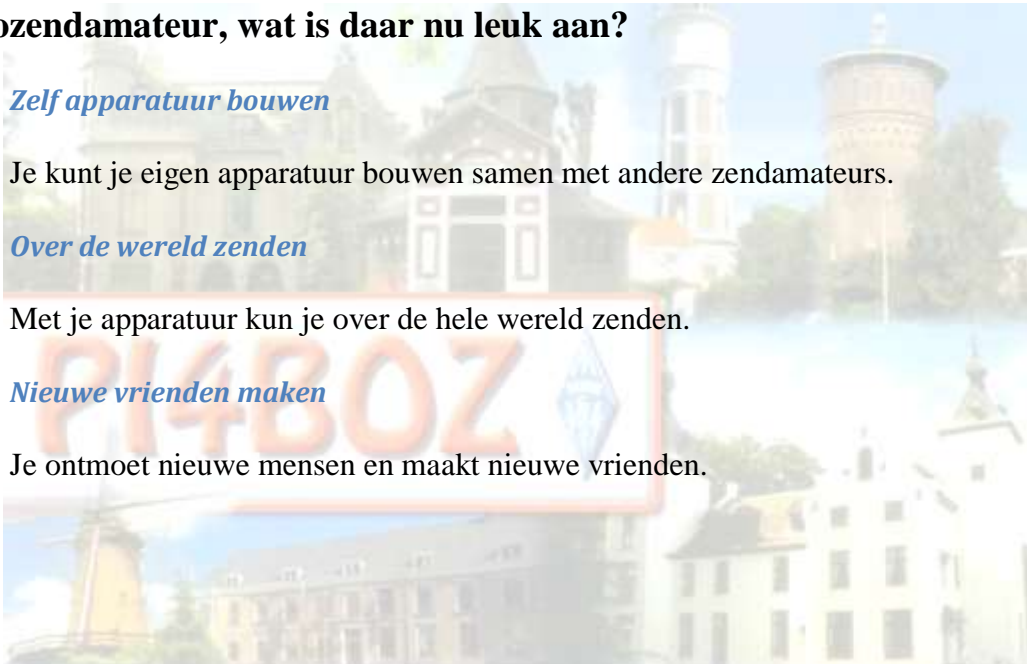 ozendamateur, wat is daar nu leuk aan?
Zelf apparatuur bouwen
Je kunt je eigen apparatuur bouwen samen met andere zendamateurs.
Over de wereld zenden
Met je apparatuur kun je over de hele wereld zenden.
PI4BOZ
Nieuwe vrienden maken
Je ontmoet nieuwe mensen en maakt nieuwe vrienden.